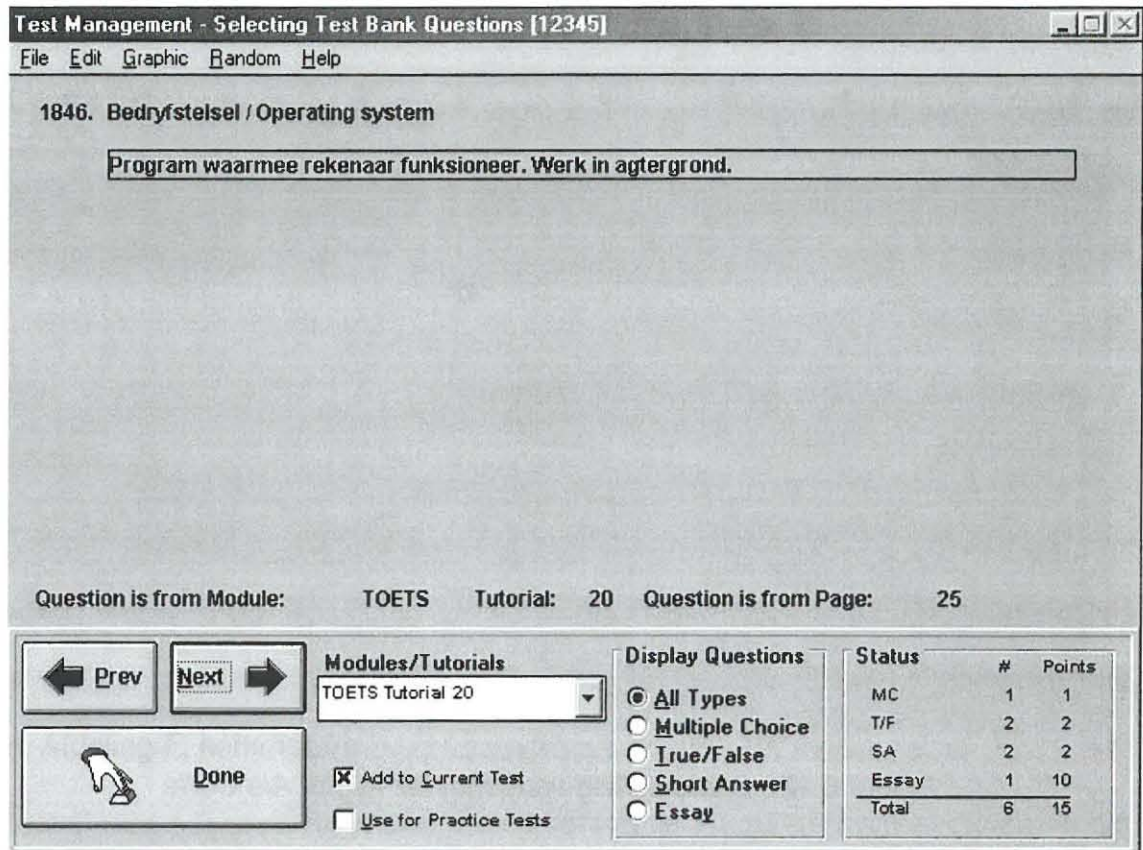 Test Management - Selecting Test Bank Questions [12345]
File Edit Graphic Random Help
1846. Bedryfstelsel / Operating system
Program waarmee rekenaar funksioneer. Werk in agtergrond.
Question is from Module: TOETS Tutorial: 20 Question is from Page: 25
Prev
Next
Done
Modules/Tutorials
TOETS Tutorial 20
Add to Current Test
Use for Practice Tests
Display Questions
All Types
Multiple Choice
True/False
Short Answer
Essay
Status # Points
MC 1 1
T/F 2 2
SA 2 2
Essay 1 10
Total 6 15